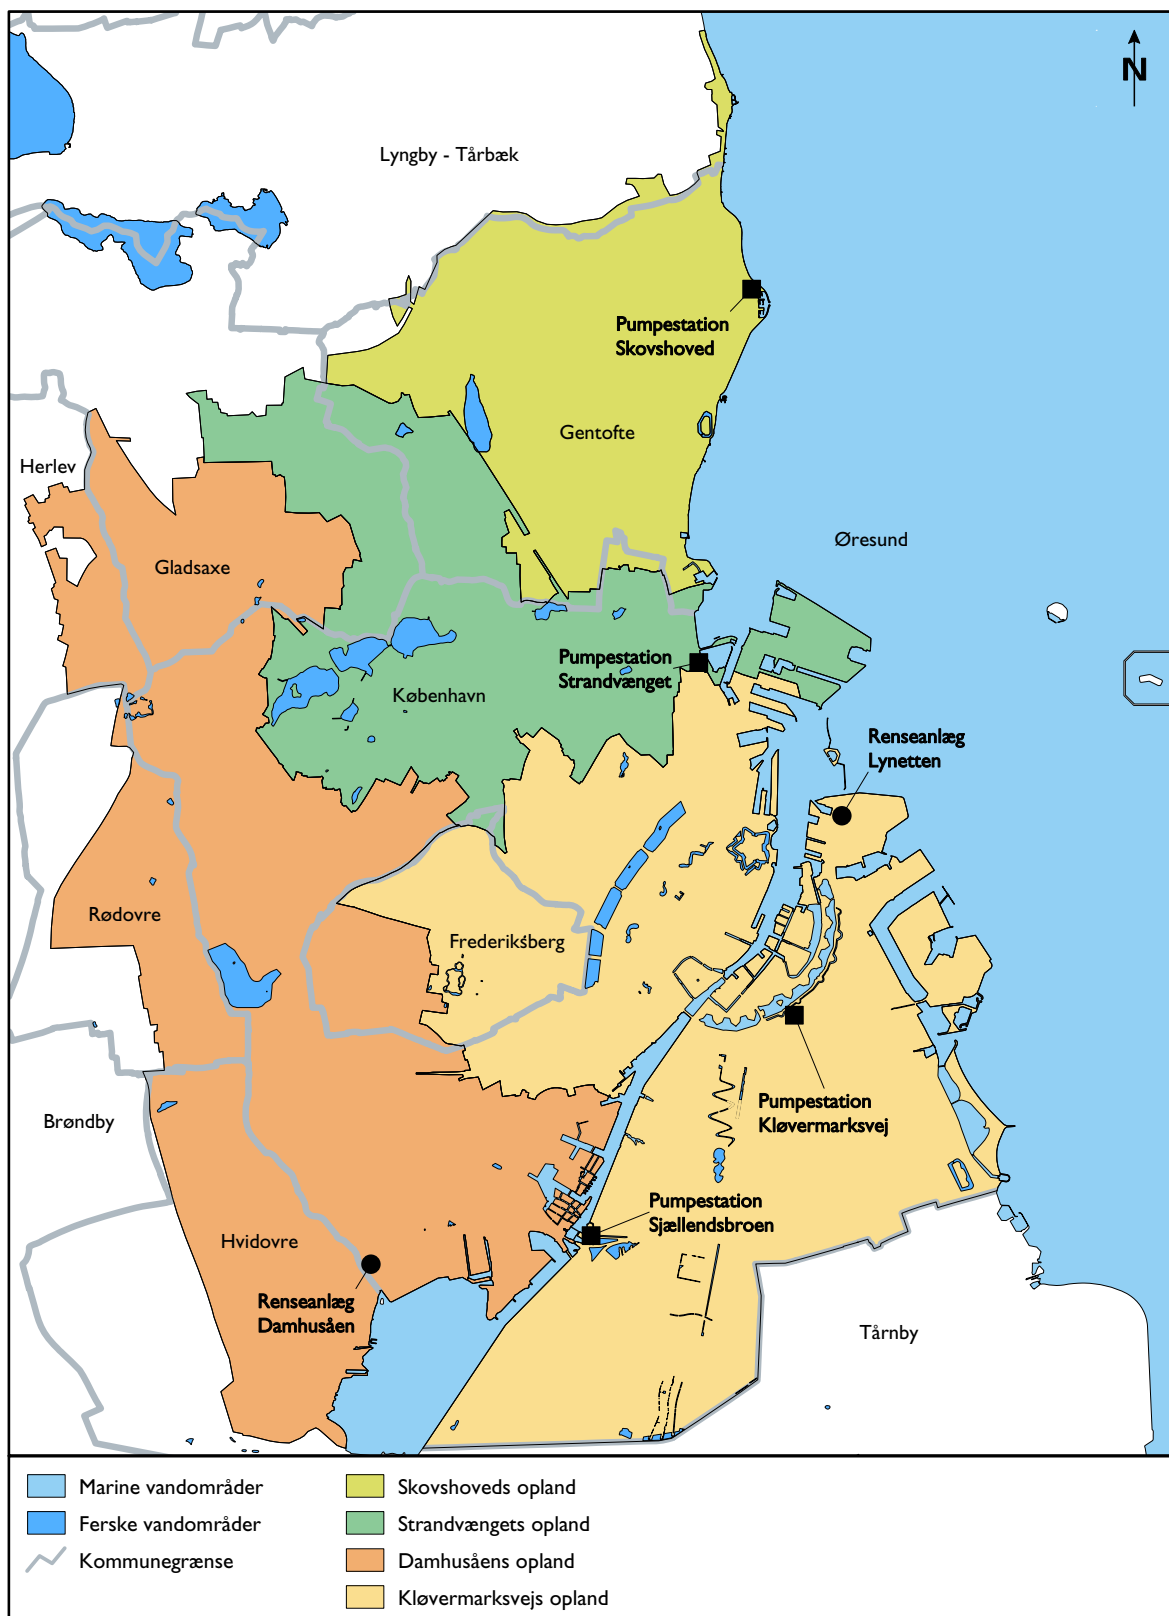 N
Lyngby - Tårbæk
Pumpestation
Skovshoved
Gentofte
Herlev
Øresund
Gladsaxe
Pumpestation
Strandvænget
København
Renseanlæg
Lynetten
Rødovre
Frederiksberg
Pumpestation
Kløvermarksvej
Brøndby
Pumpestation
Sjællendsbroen
Hvidovre
Renseanlæg
Damhusåen
Tårnby
Marine vandområder
Ferske vandområder
Kommunegrænse
Skovshoveds opland
Strandvængets opland
Damhusåens opland
Kløvermarksvejs opland